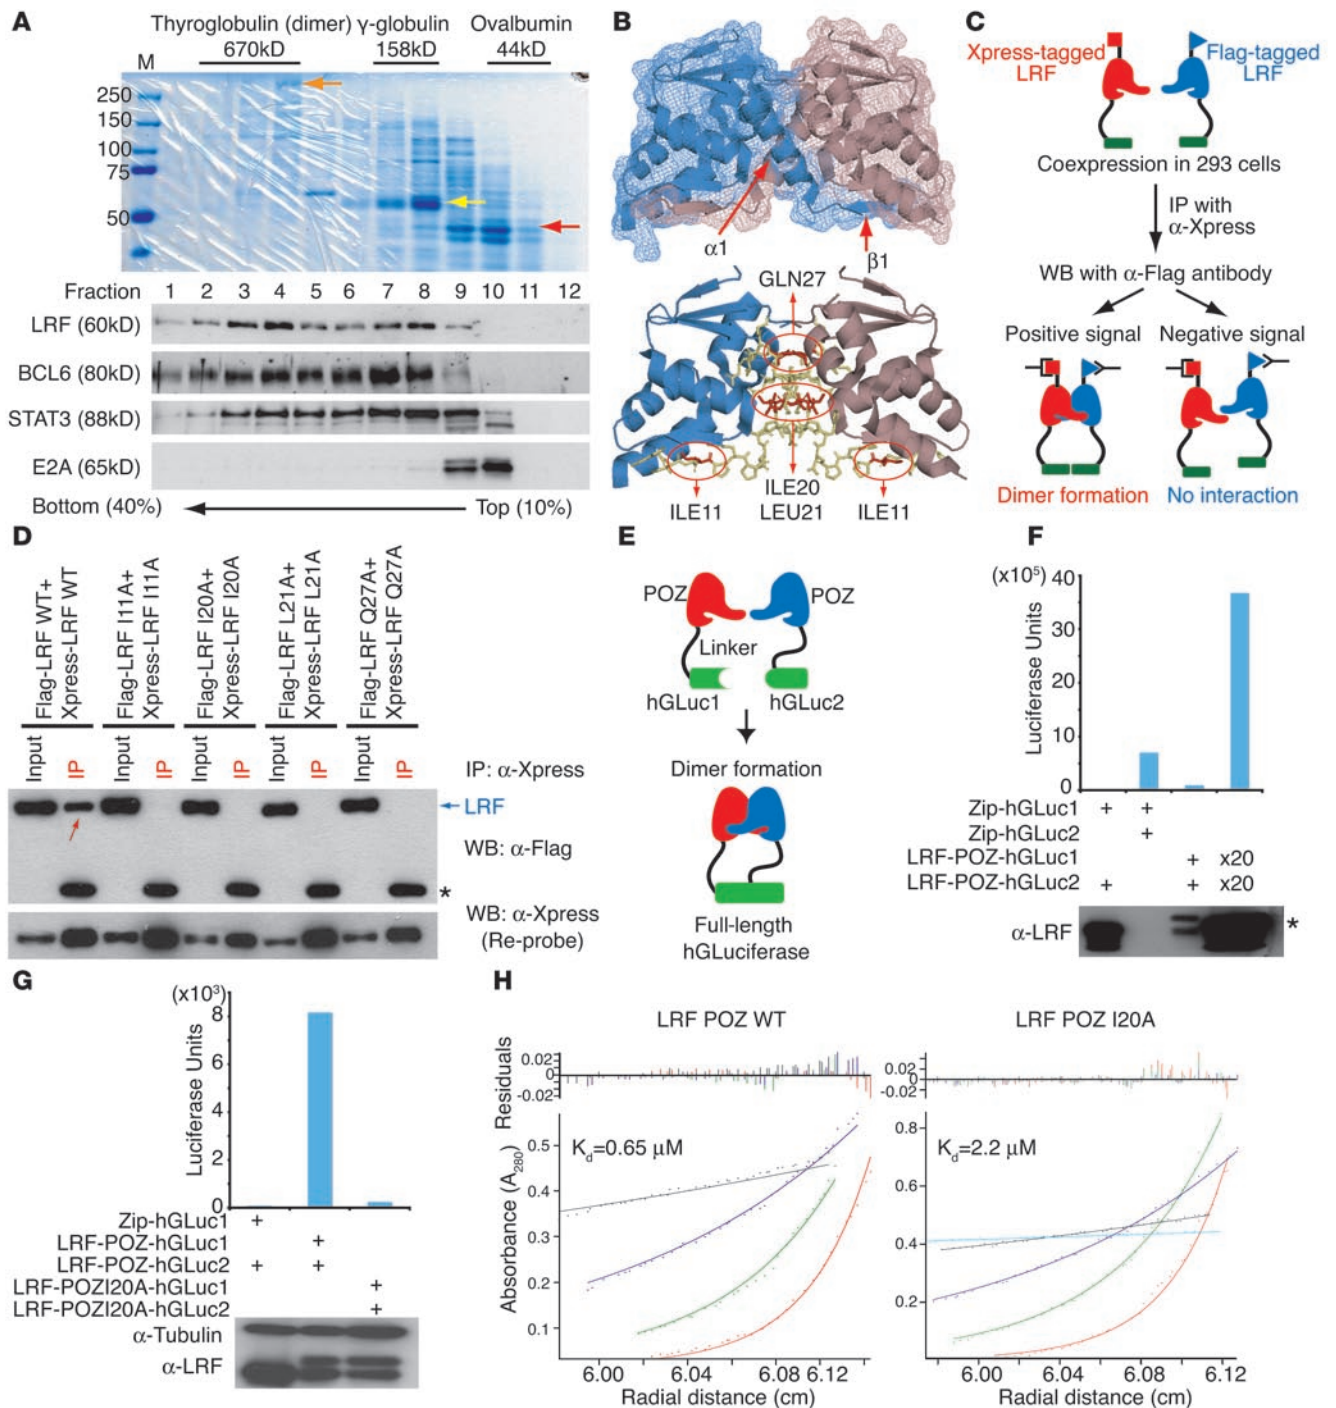 A
Thyroglobulin (dimer) γ-globulin Ovalbumin
670kD 158kD 44kD
M
250
150
100
75
50
Fraction 1 2 3 4 5 6 7 8 9 10 11 12
LRF (60kD)
BCL6 (80kD)
STAT3 (88kD)
E2A (65kD)
Bottom (40%) Top (10%)
B
α1
β1
GLN27
ILE20
LEU21
ILE11 ILE11
C
Xpress-tagged LRF
Flag-tagged LRF
Coexpression in 293 cells
IP with
α-Xpress
WB with α-Flag antibody
Positive signal Negative signal
Dimer formation No interaction
D
Flag-LRF WT+
Xpress-LRF WT
Flag-LRF I11A+
Xpress-LRF I11A
Flag-LRF I20A+
Xpress-LRF I20A
Flag-LRF L21A+
Xpress-LRF L21A
Flag-LRF Q27A+
Xpress-LRF Q27A
Input IP Input IP Input IP Input IP Input IP
IP: α-Xpress
LRF
WB: α-Flag
*
WB: α-Xpress
(Re-probe)
E
POZ POZ
Linker
hGLuc1 hGLuc2
Dimer formation
Full-length
hGLuciferase
F
(x10⁵)
Luciferase Units
40
30
20
10
0
Zip-hGLuc1 + +
Zip-hGLuc2 +
LRF-POZ-hGLuc1 + x20
LRF-POZ-hGLuc2 + + x20
α-LRF *
G
(x10³)
Luciferase Units
8
6
4
2
0
Zip-hGLuc1 +
LRF-POZ-hGLuc1 +
LRF-POZ-hGLuc2 + +
LRF-POZI20A-hGLuc1 +
LRF-POZI20A-hGLuc2 +
α-Tubulin
α-LRF
H
LRF POZ WT
Residuals
0.02
0
-0.02
Absorbance (A₂₈₀)
K_d=0.65 μM
0.5
0.4
0.3
0.2
0.1
6.00 6.04 6.08 6.12
Radial distance (cm)
LRF POZ I20A
0.02
0
-0.02
K_d=2.2 μM
0.8
0.6
0.4
0.2
6.00 6.04 6.08 6.12
Radial distance (cm)